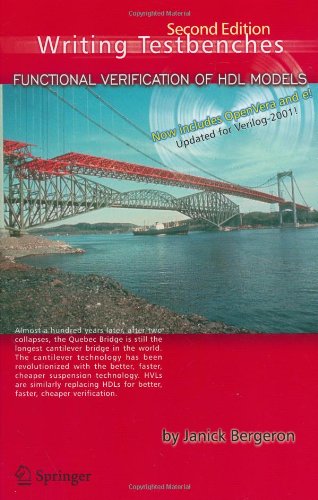 Second Edition
Writing Testbenches
FUNCTIONAL VERIFICATION OF HDL MODELS
Now includes OpenVera and e!
Updated for Verilog-2001!
Almost a hundred years later, after two
collapses, the Quebec Bridge is still the
longest cantilever bridge in the world.
The cantilever technology has been
revolutionized with the better, faster,
cheaper suspension technology. HVLs
are similarly replacing HDLs for better,
faster, cheaper verification.
by Janick Bergeron
Springer